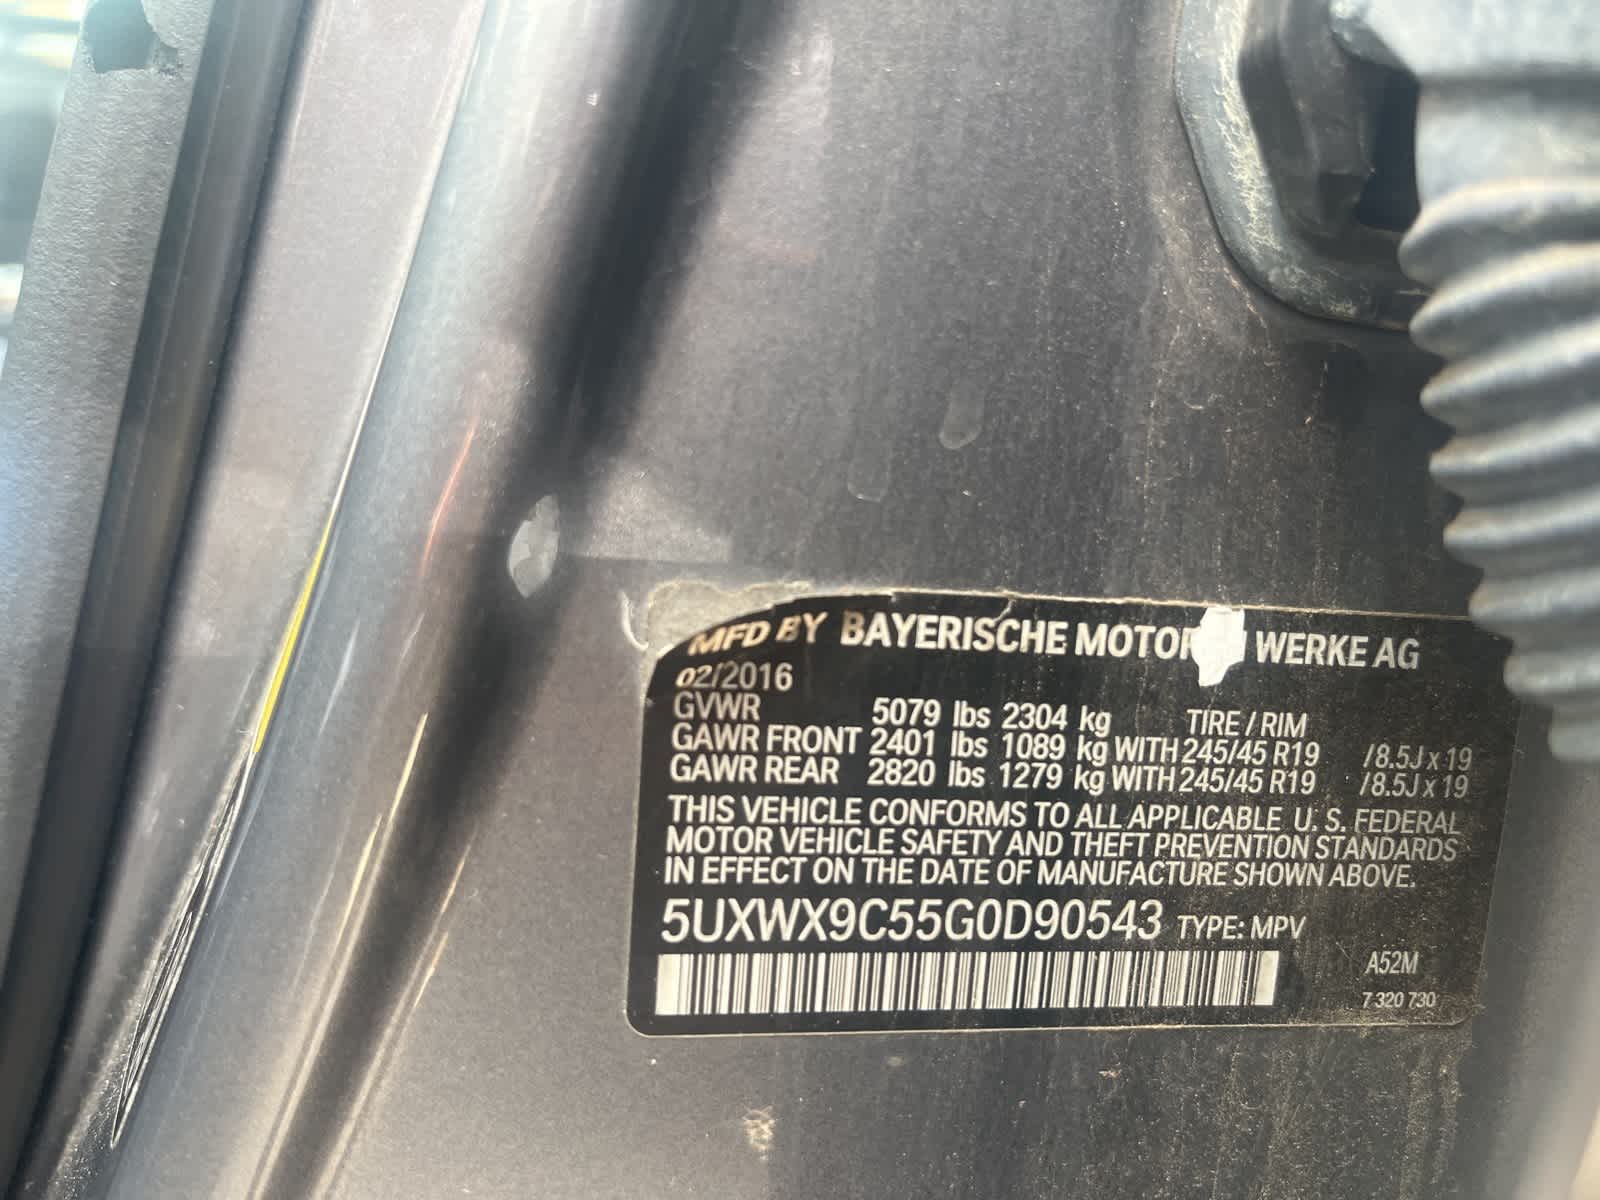 MFD BY BAYERISCHE MOTOR WERKE AG
02/2016
GVWR 5079 lbs 2304 kg TIRE / RIM
GAWR FRONT 2401 lbs 1089 kg WITH 245/45 R19 /8.5J x 19
GAWR REAR 2820 lbs 1279 kg WITH 245/45 R19 /8.5J x 19
THIS VEHICLE CONFORMS TO ALL APPLICABLE U. S. FEDERAL
MOTOR VEHICLE SAFETY AND THEFT PREVENTION STANDARDS
IN EFFECT ON THE DATE OF MANUFACTURE SHOWN ABOVE.
5UXWX9C55G0D90543 TYPE: MPV
A52M
7 320 730